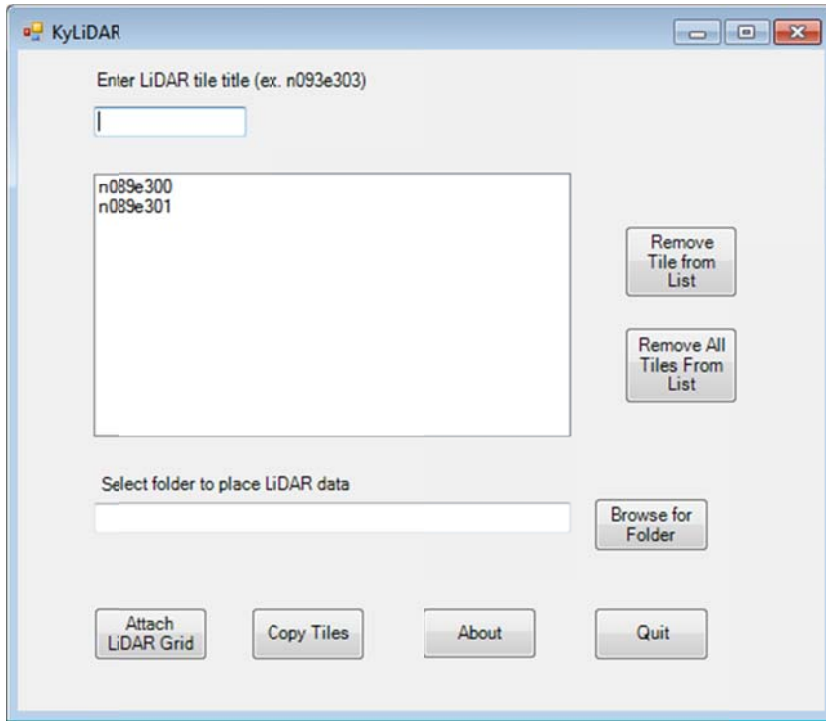 KyLiDAR
Enter LiDAR tile title (ex. n093e303)
n089e300
n089e301
Remove
Tile from
List
Remove All
Tiles From
List
Select folder to place LiDAR data
Browse for
Folder
Attach
LiDAR Grid
Copy Tiles
About
Quit